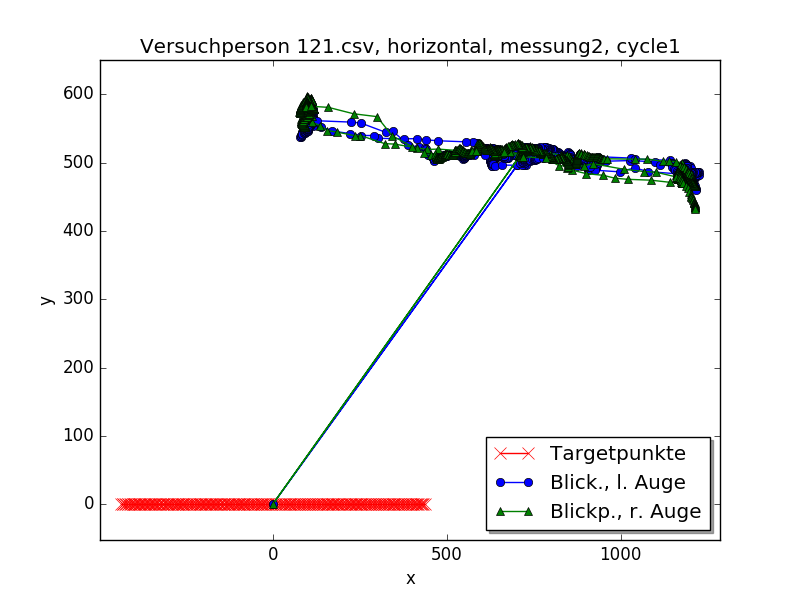 Versuchperson 121.csv, horizontal, messung2, cycle1
600
500
400
300
200
100
0
y
0 500 1000
x
Targetpunkte
Blick., l. Auge
Blickp., r. Auge